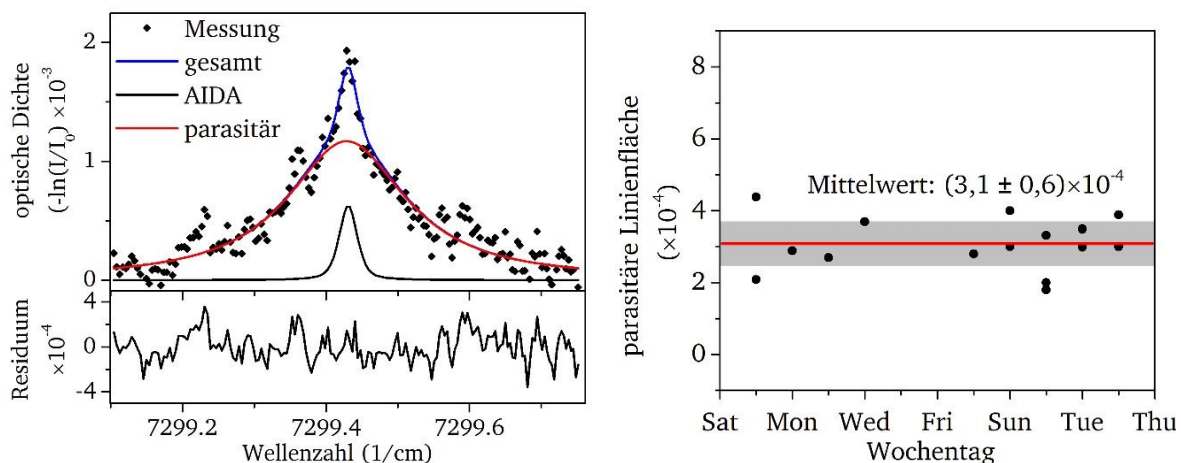 Messung
gesamt
AIDA
parasitär
optische Dichte
(-ln(I/I₀) ×10⁻³
2
1
0
Residuum
×10⁻⁴
4
0
-4
7299.2 7299.4 7299.6
Wellenzahl (1/cm)
parasitäre Linienfläche
(×10⁻⁴)
8
6
4
2
0
Mittelwert: (3,1 ± 0,6)×10⁻⁴
Sat Mon Wed Fri Sun Tue Thu
Wochentag